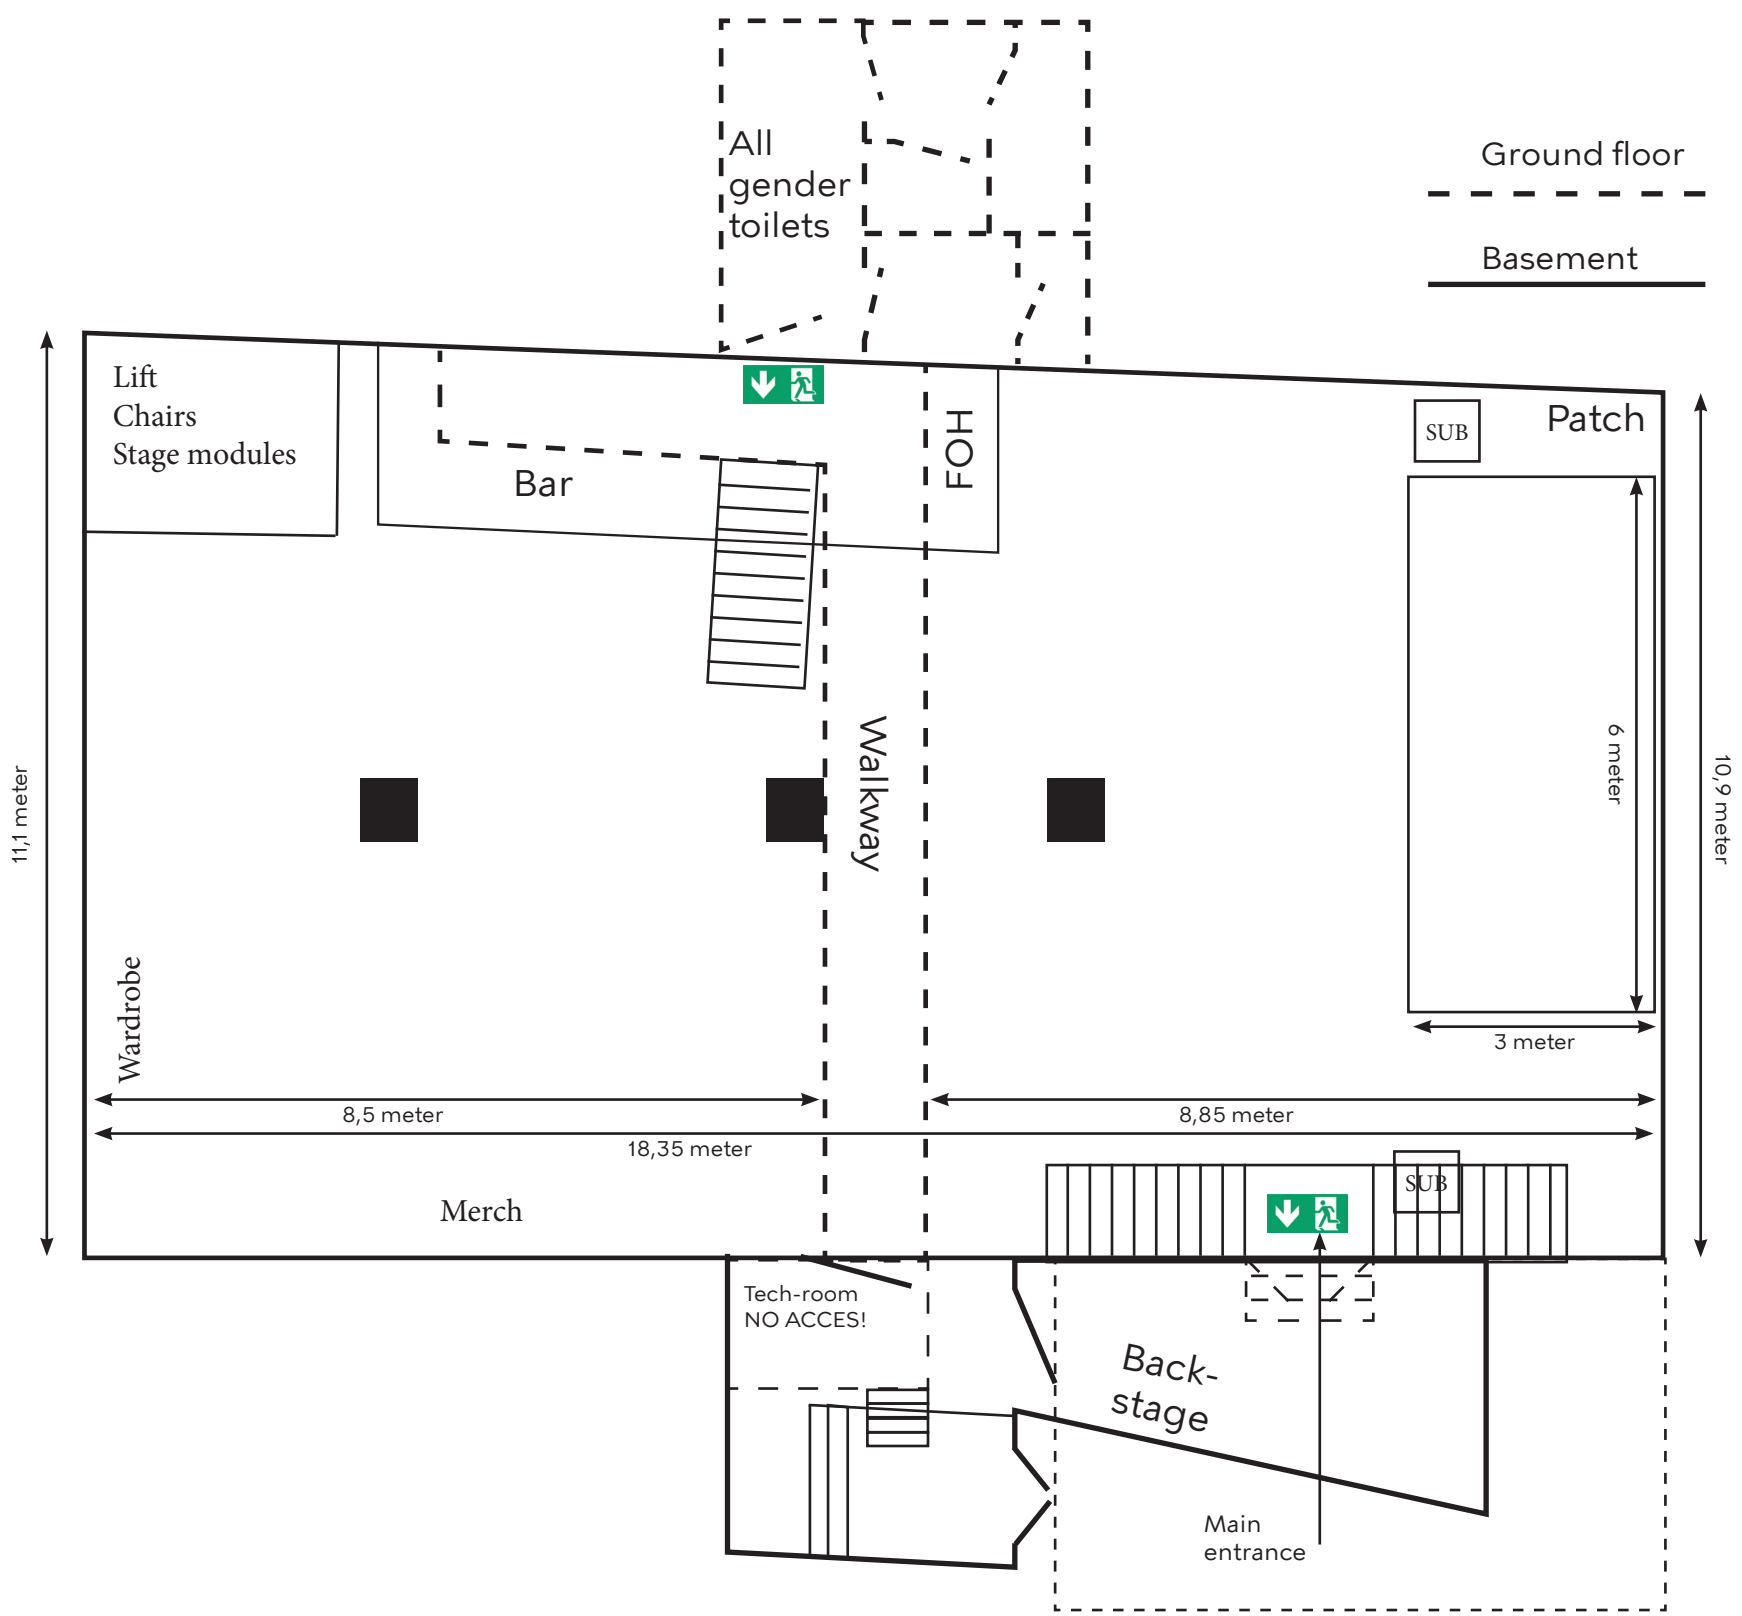 All
gender
toilets
Ground floor
Basement
Lift
Chairs
Stage modules
Bar
FOH
SUB
Patch
11,1 meter
Walkway
6 meter
10,9 meter
Wardrobe
3 meter
8,5 meter
8,85 meter
18,35 meter
Merch
SUB
Tech-room
NO ACCES!
Back-
stage
Main
entrance